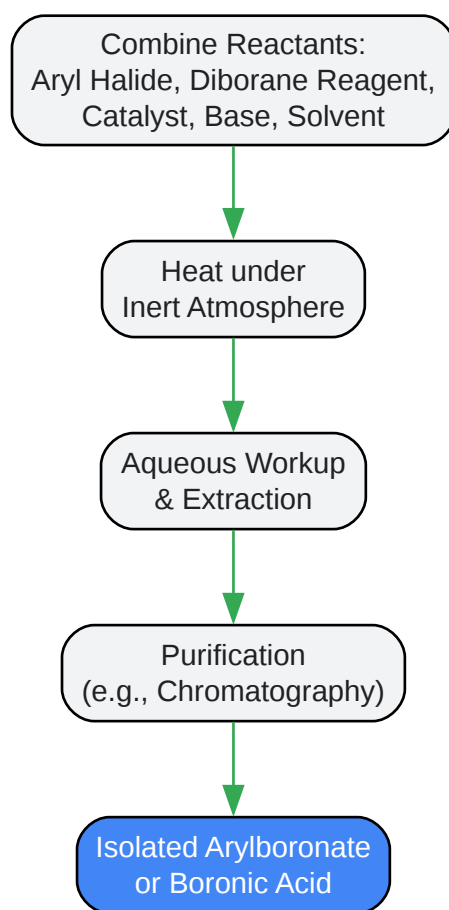 Combine Reactants:
Aryl Halide, Diborane Reagent,
Catalyst, Base, Solvent
Heat under
Inert Atmosphere
Aqueous Workup
& Extraction
Purification
(e.g., Chromatography)
Isolated Arylboronate
or Boronic Acid